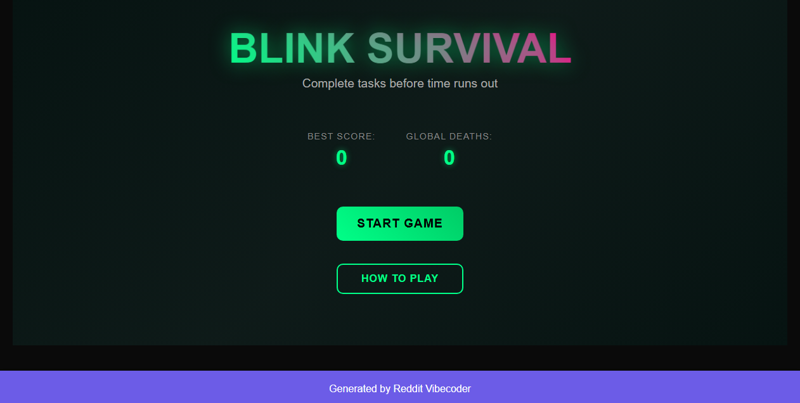 BLINK SURVIVAL
Complete tasks before time runs out
BEST SCORE: GLOBAL DEATHS:
0 0
START GAME
HOW TO PLAY
Generated by Reddit Vibecoder